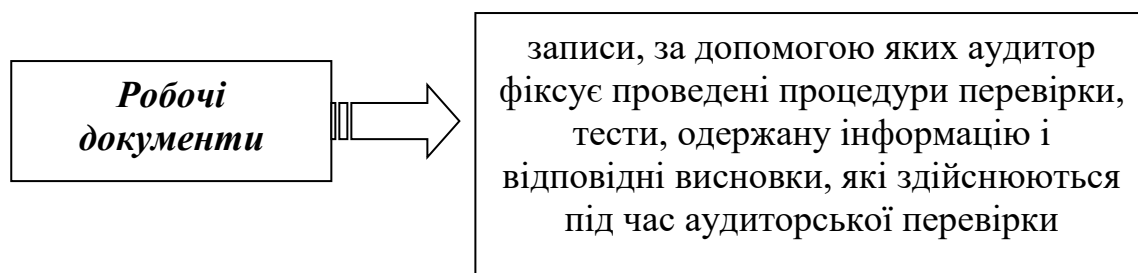 Робочі
документи
записи, за допомогою яких аудитор
фіксує проведені процедури перевірки,
тести, одержану інформацію і
відповідні висновки, які здійснюються
під час аудиторської перевірки